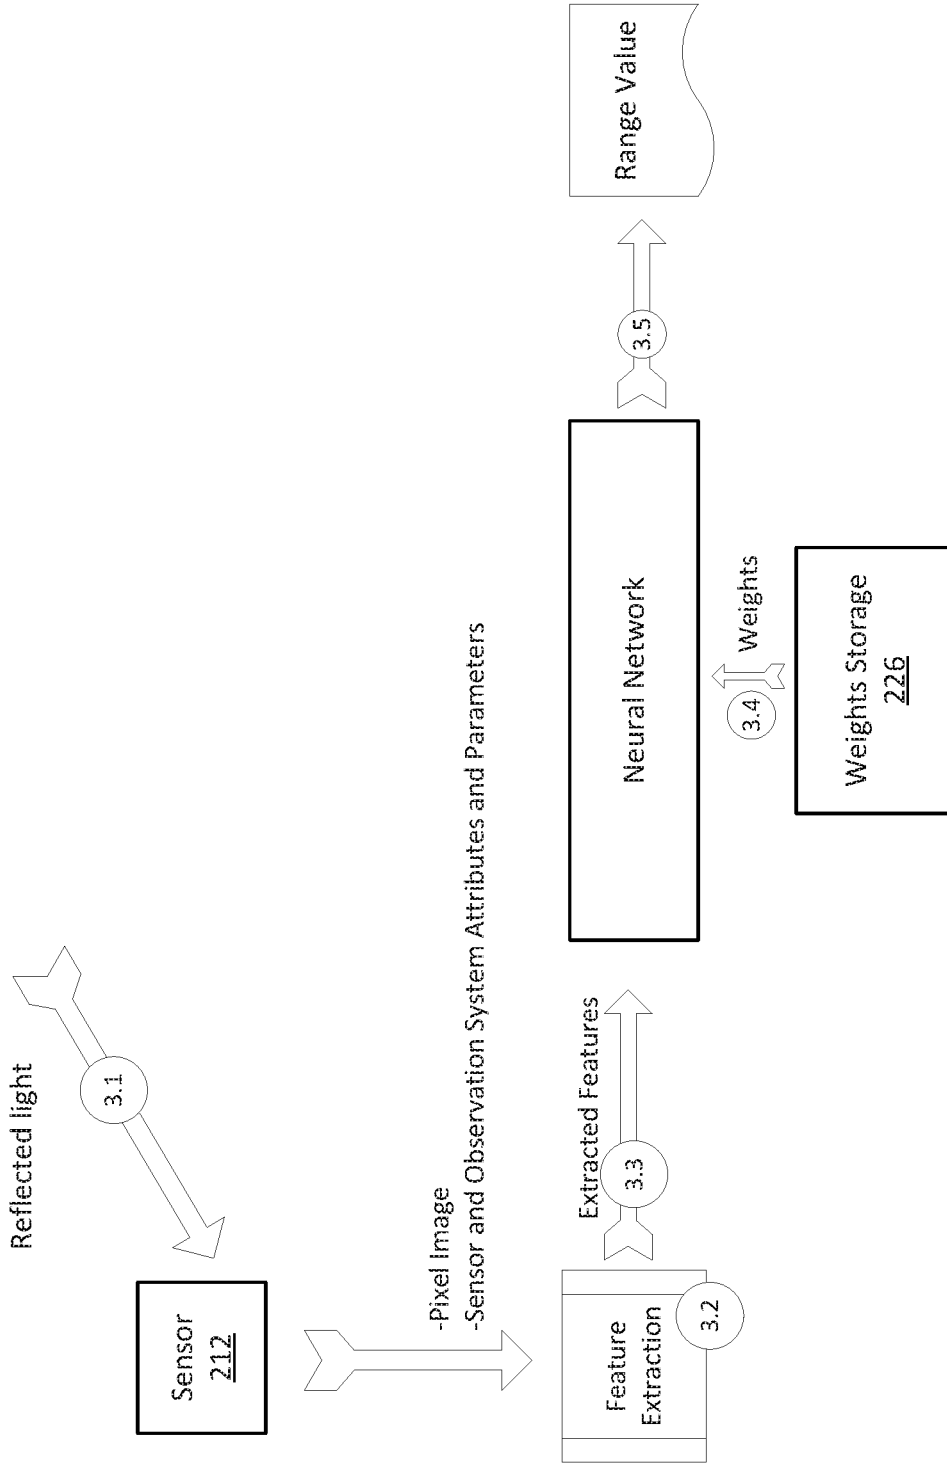 Reflected light
3.1
Sensor
212
-Pixel Image
-Sensor and Observation System Attributes and Parameters
Feature
Extraction
3.2
Extracted Features
3.3
Neural Network
3.4
Weights
Weights Storage
226
3.5
Range Value